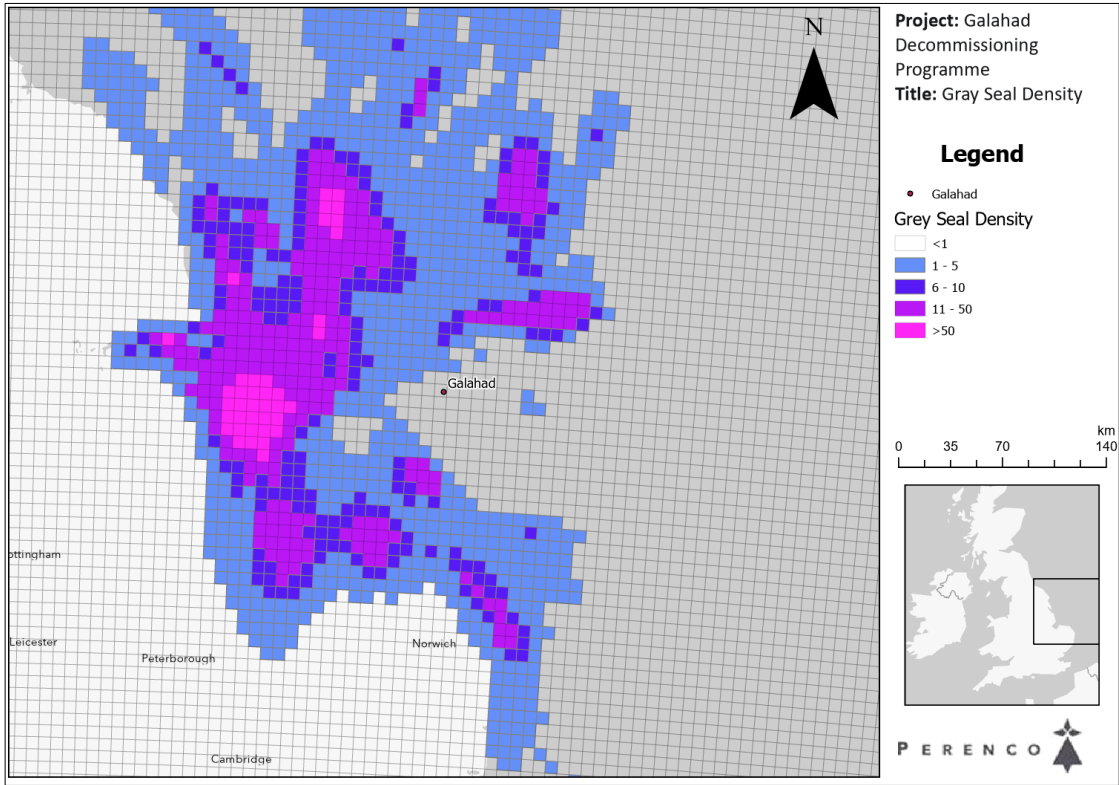 Project: Galahad
Decommissioning
Programme
Title: Gray Seal Density
N
Legend
Galahad
Grey Seal Density
<1
1 - 5
6 - 10
11 - 50
>50
Galahad
km
0 35 70 140
ottingham
Leicester
Peterborough
Norwich
Cambridge
PERENCO